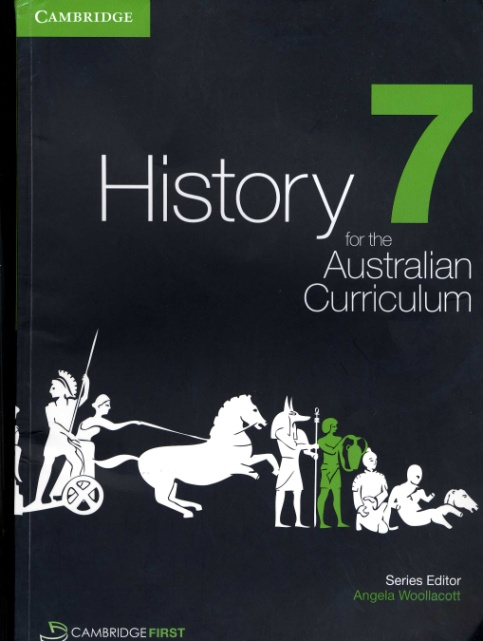 CAMBRIDGE
7
History
for the
Australian
Curriculum
Series Editor
Angela Woollacott
CAMBRIDGE FIRST